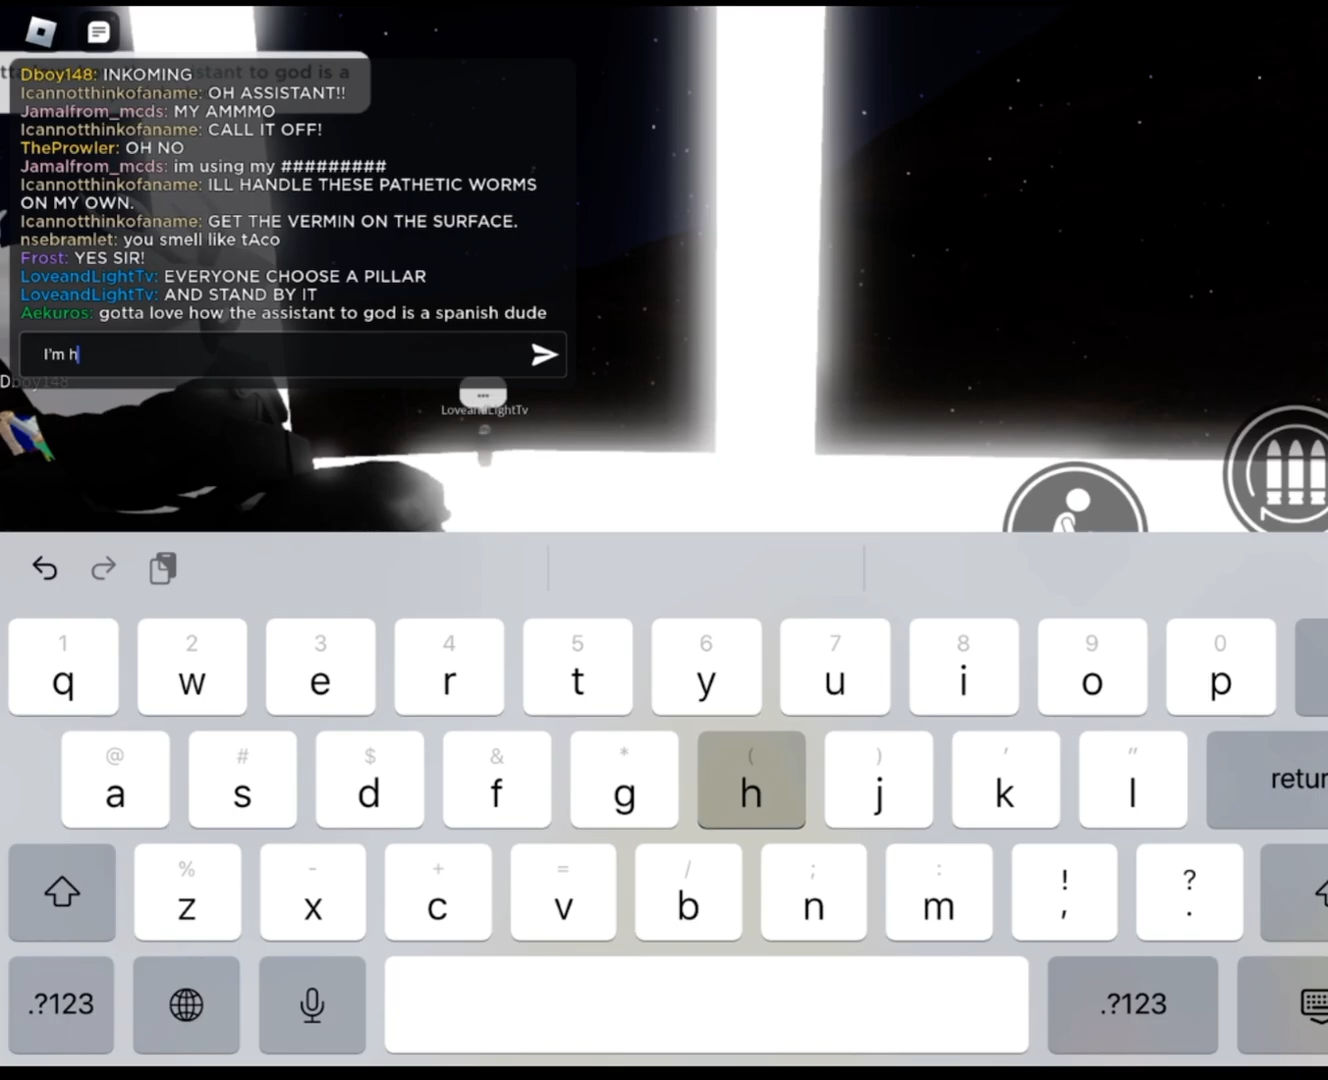 Dboy148: INKOMING
Icannotthinkofaname: OH ASSISTANT!!
Jamalfrom_mcds: MY AMMMO
Icannotthinkofaname: CALL IT OFF!
TheProwler: OH NO
Jamalfrom_mcds: im using my #########
Icannotthinkofaname: ILL HANDLE THESE PATHETIC WORMS
ON MY OWN.
Icannotthinkofaname: GET THE VERMIN ON THE SURFACE.
nsebramlet: you smell like tAco
Frost: YES SIR!
LoveandLightTv: EVERYONE CHOOSE A PILLAR
LoveandLightTv: AND STAND BY IT
Aekuros: gotta love how the assistant to god is a spanish dude
I'm h
Dboy148
...
LoveandLightTv
1 2 3 4 5 6 7 8 9 0
q w e r t y u i o p
@ # $ & * ( ) ' "
a s d f g h j k l retur
% - + = / ; : ! ?
z x c v b n m , .
.?123 .?123